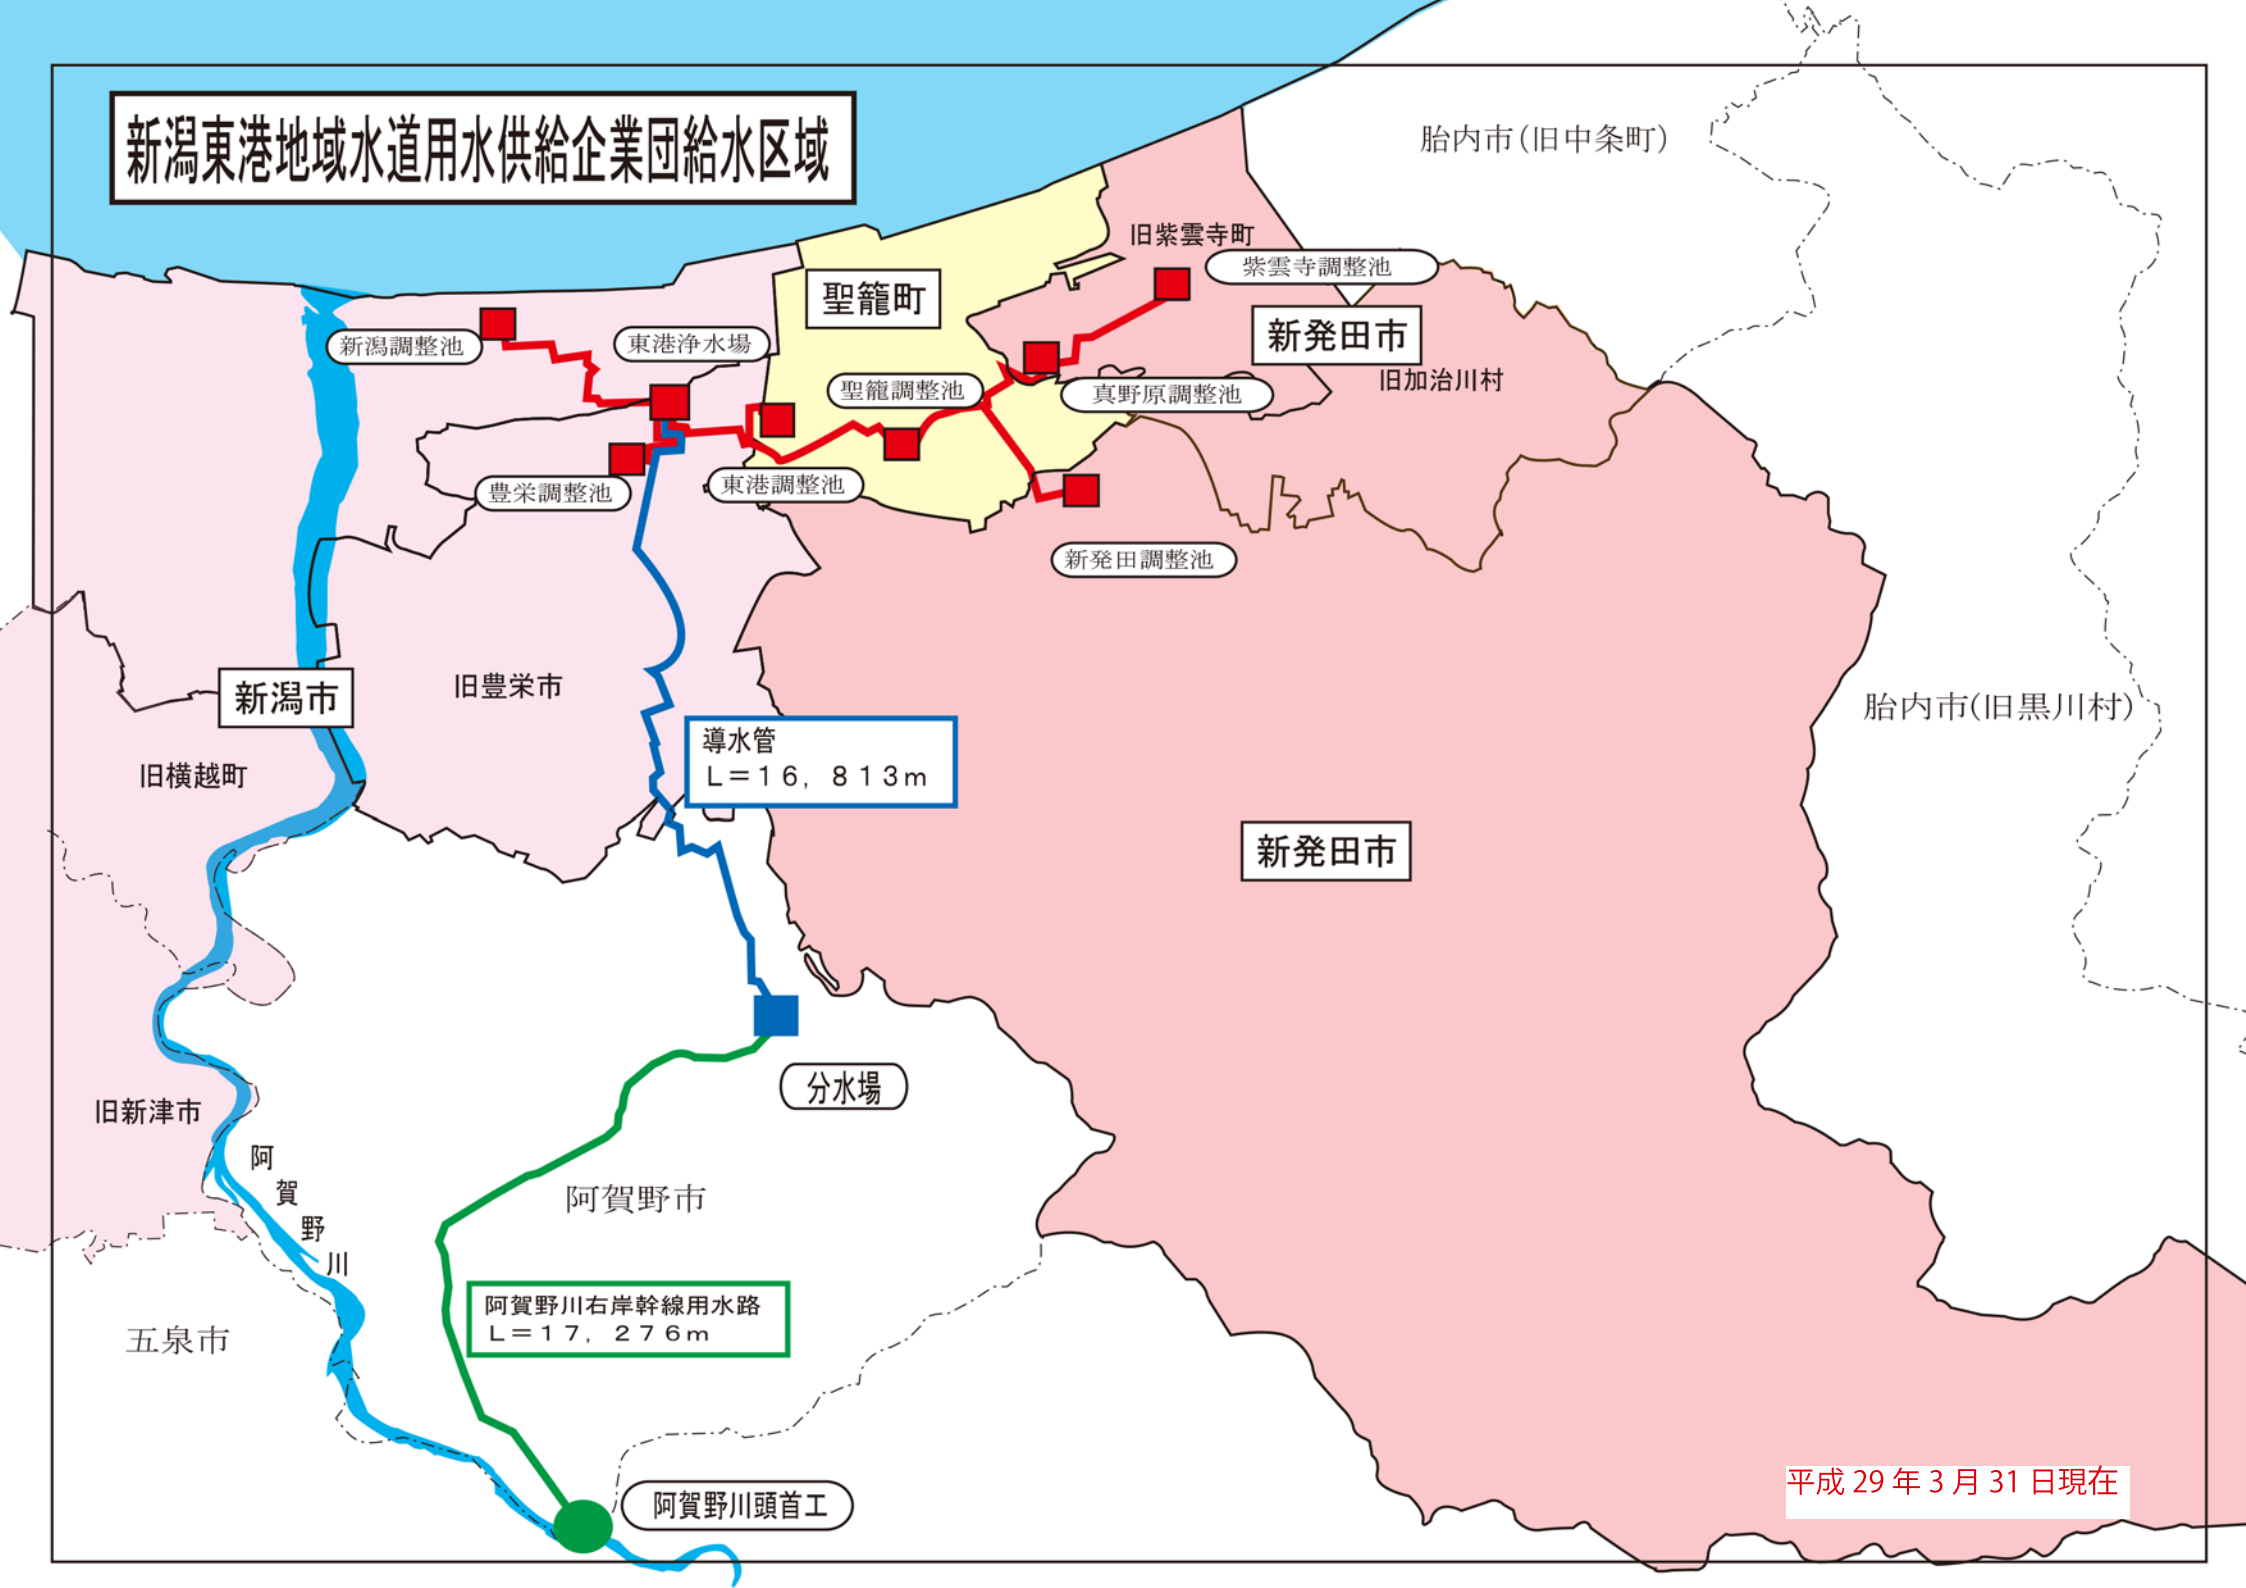 新潟東港地域水道用水供給企業団給水区域
胎内市(旧中条町)
旧紫雲寺町
紫雲寺調整池
聖籠町
新発田市
新潟調整池
東港浄水場
聖籠調整池
真野原調整池
旧加治川村
豊栄調整池
東港調整池
新発田調整池
新潟市
旧豊栄市
胎内市(旧黒川村)
導水管
L=16,813m
旧横越町
新発田市
分水場
旧新津市
阿賀野川
阿賀野市
阿賀野川右岸幹線用水路
L=17,276m
五泉市
阿賀野川頭首工
平成 29 年 3 月 31 日現在